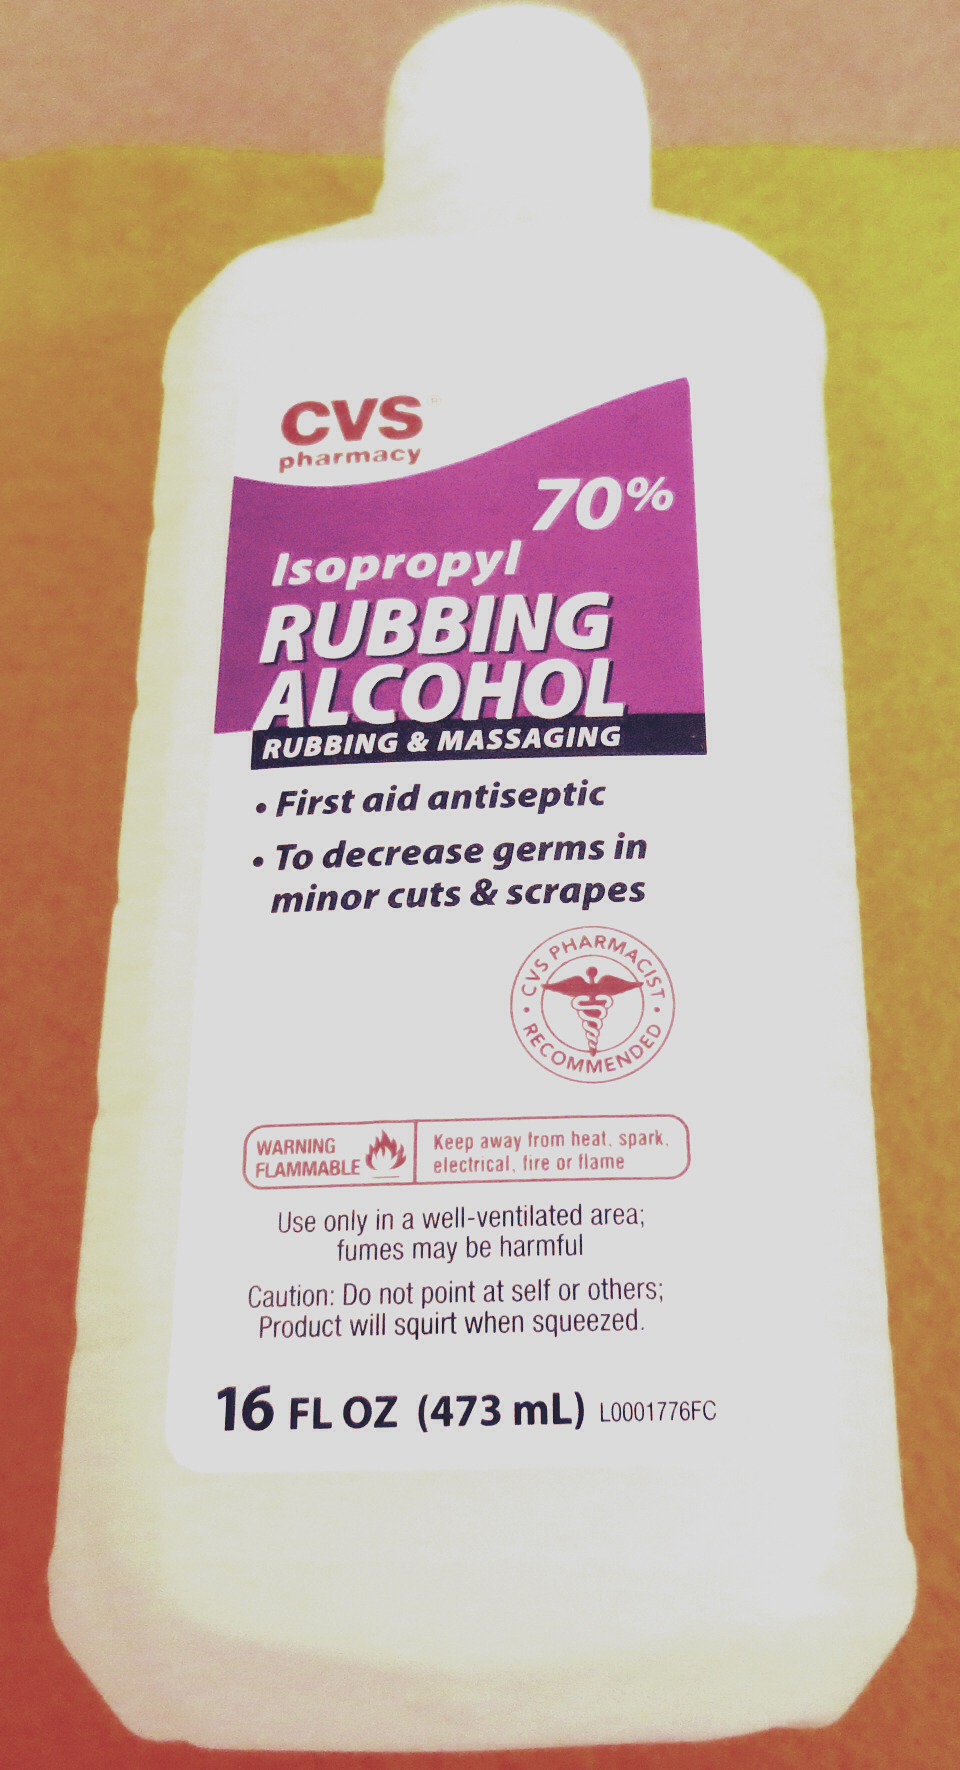 CVS®
pharmacy
70%
Isopropyl
RUBBING
ALCOHOL
RUBBING & MASSAGING
• First aid antiseptic
• To decrease germs in
minor cuts & scrapes
• CVS PHARMACIST •
RECOMMENDED
WARNING
FLAMMABLE
Keep away from heat, spark,
electrical, fire or flame
Use only in a well-ventilated area;
fumes may be harmful
Caution: Do not point at self or others;
Product will squirt when squeezed.
16 FL OZ (473 mL) L0001776FC